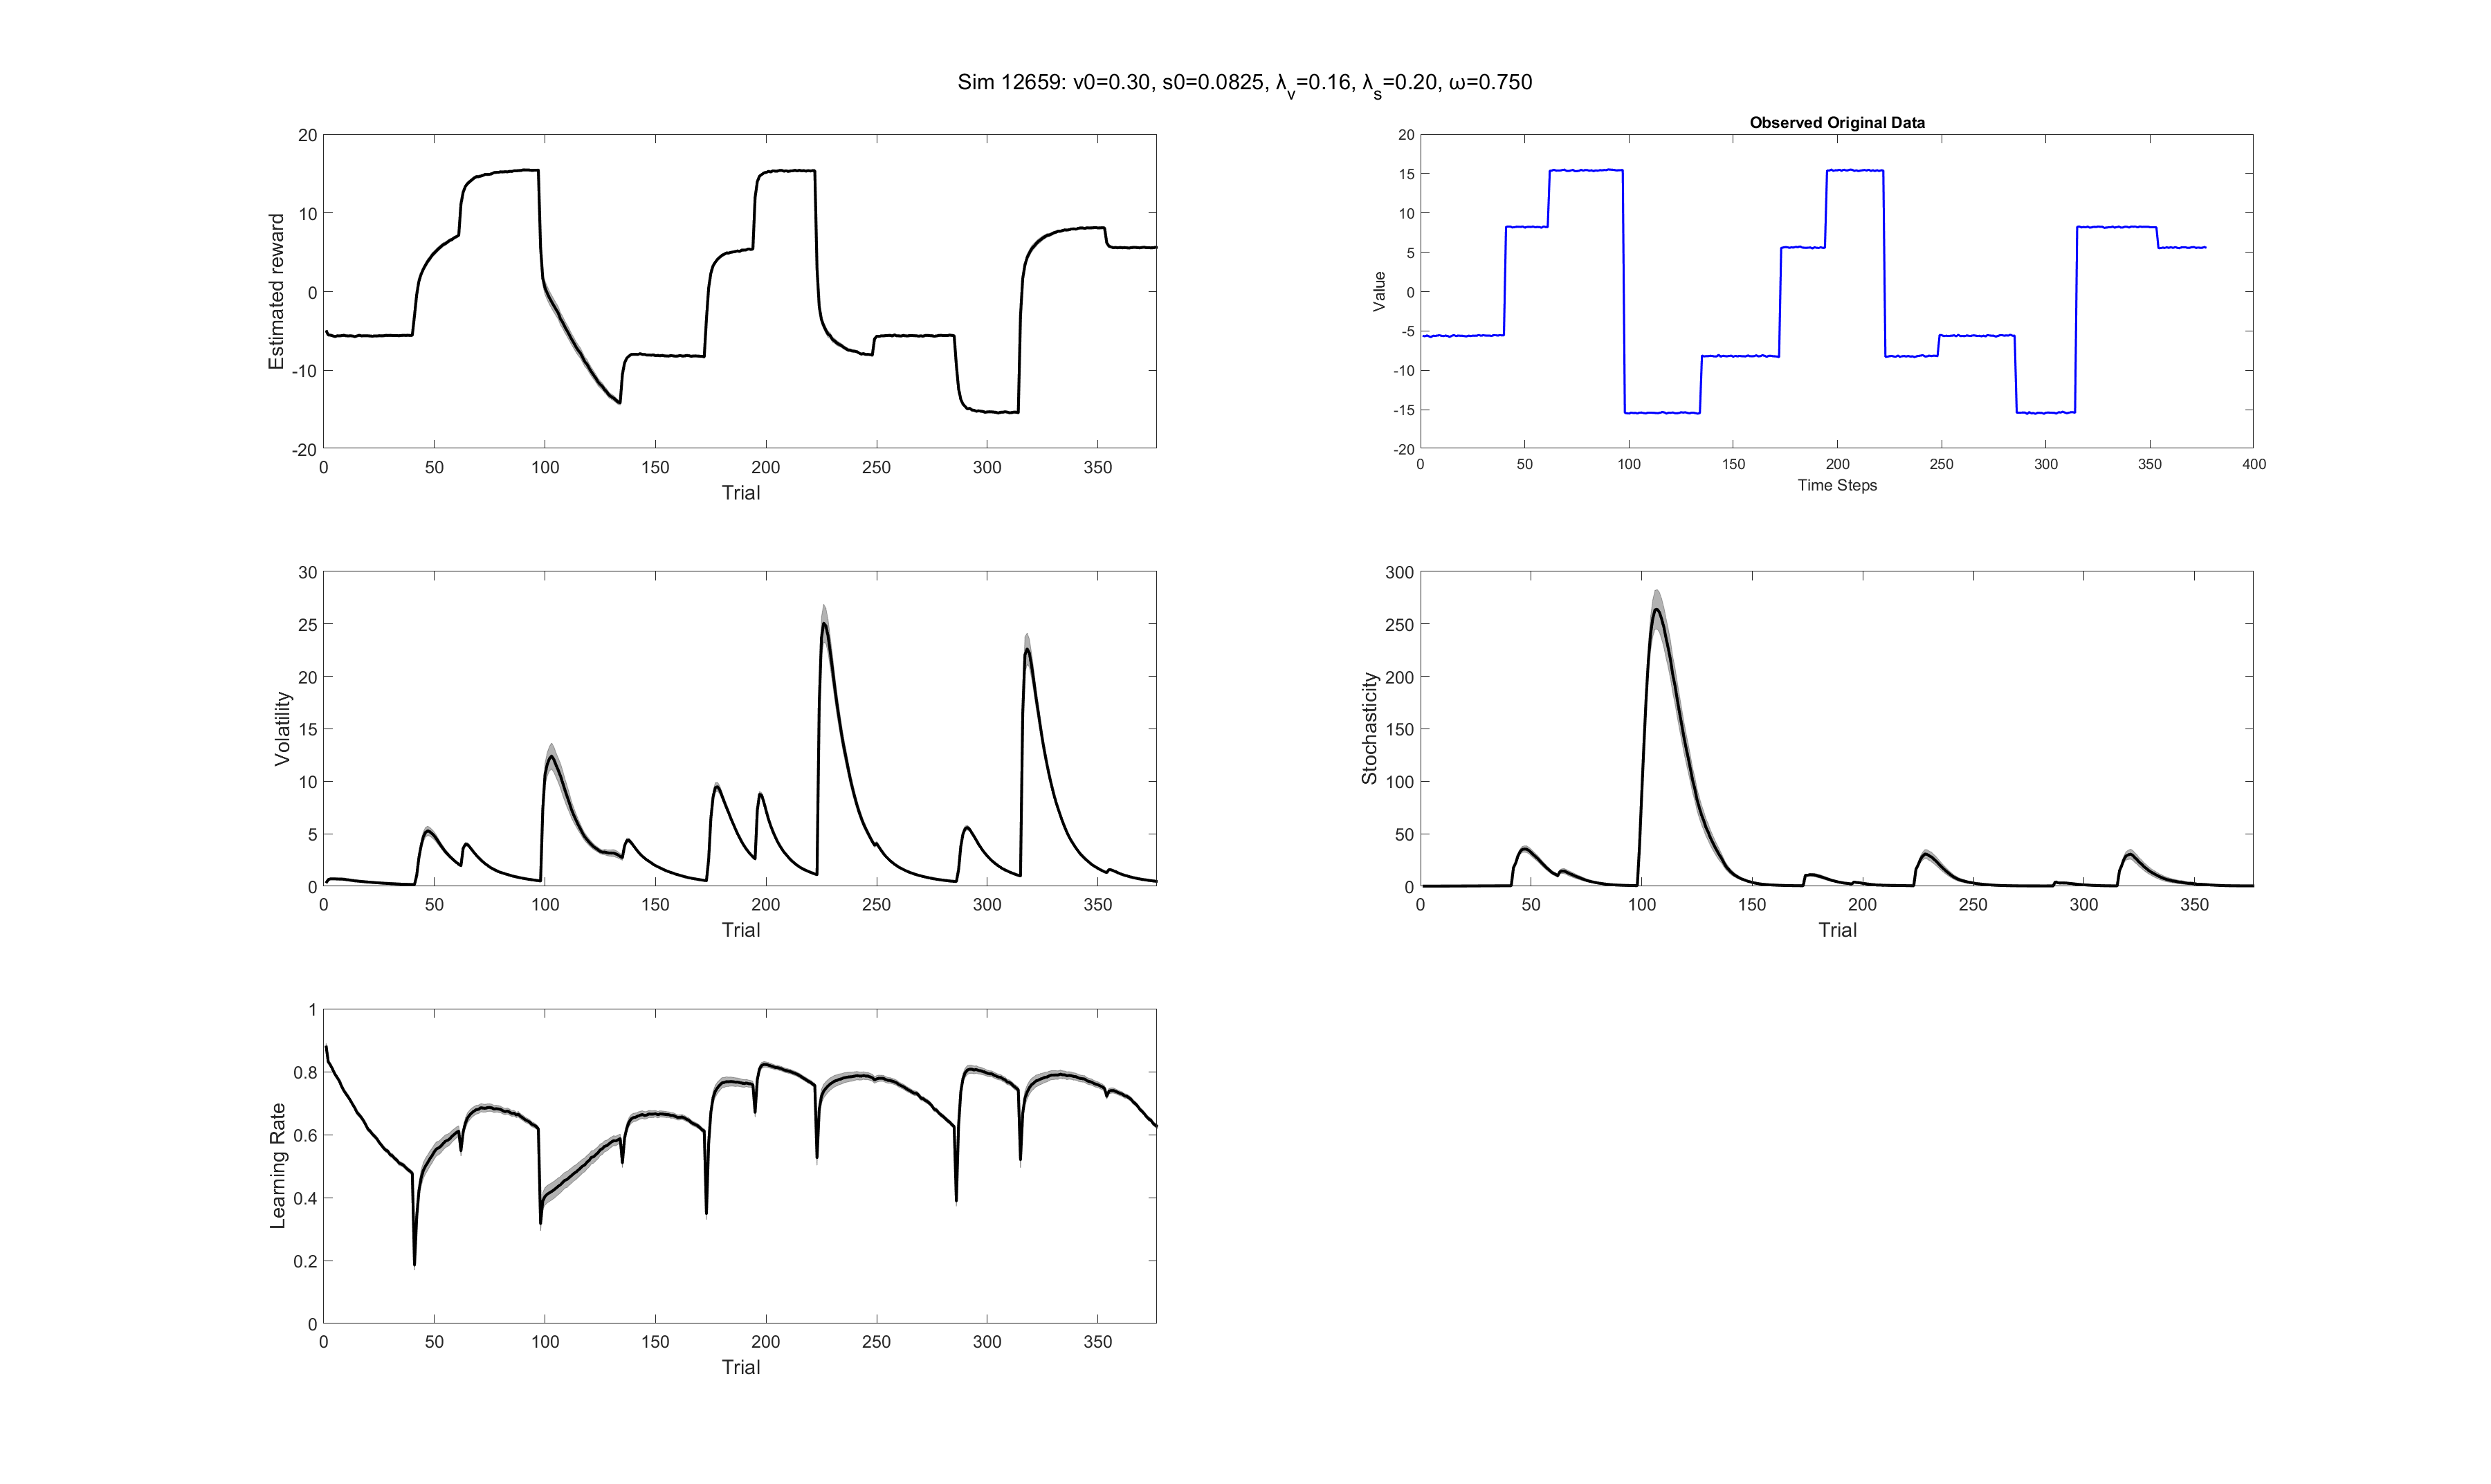 Sim 12659: v0=0.30, s0=0.0825, λv=0.16, λs=0.20, ω=0.750
Estimated reward
20
10
0
-10
-20
0 50 100 150 200 250 300 350
Trial
Observed Original Data
Value
20
15
10
5
0
-5
-10
-15
-20
0 50 100 150 200 250 300 350 400
Time Steps
Volatility
30
25
20
15
10
5
0
0 50 100 150 200 250 300 350
Trial
Stochasticity
300
250
200
150
100
50
0
0 50 100 150 200 250 300 350
Trial
Learning Rate
1
0.8
0.6
0.4
0.2
0
0 50 100 150 200 250 300 350
Trial